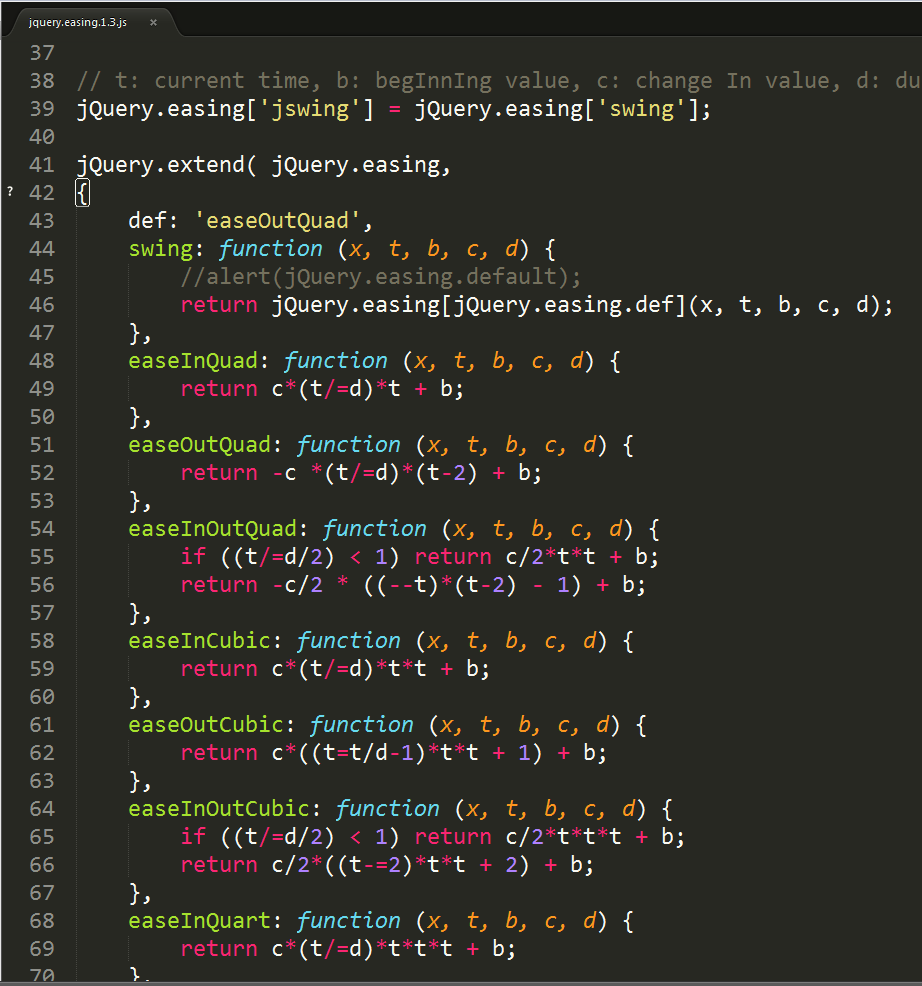 jquery.easing.1.3.js ×
37
38 // t: current time, b: begInnIng value, c: change In value, d: du
39 jQuery.easing['jswing'] = jQuery.easing['swing'];
40
41 jQuery.extend( jQuery.easing,
? 42 {
43 def: 'easeOutQuad',
44 swing: function (x, t, b, c, d) {
45 //alert(jQuery.easing.default);
46 return jQuery.easing[jQuery.easing.def](x, t, b, c, d);
47 },
48 easeInQuad: function (x, t, b, c, d) {
49 return c*(t/=d)*t + b;
50 },
51 easeOutQuad: function (x, t, b, c, d) {
52 return -c *(t/=d)*(t-2) + b;
53 },
54 easeInOutQuad: function (x, t, b, c, d) {
55 if ((t/=d/2) < 1) return c/2*t*t + b;
56 return -c/2 * ((--t)*(t-2) - 1) + b;
57 },
58 easeInCubic: function (x, t, b, c, d) {
59 return c*(t/=d)*t*t + b;
60 },
61 easeOutCubic: function (x, t, b, c, d) {
62 return c*((t=t/d-1)*t*t + 1) + b;
63 },
64 easeInOutCubic: function (x, t, b, c, d) {
65 if ((t/=d/2) < 1) return c/2*t*t*t + b;
66 return c/2*((t-=2)*t*t + 2) + b;
67 },
68 easeInQuart: function (x, t, b, c, d) {
69 return c*(t/=d)*t*t*t + b;
70 },